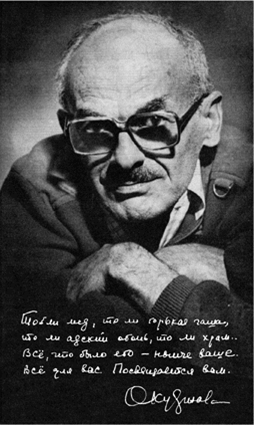 То ли мед, то ли горькая чаша,
то ли адский огонь, то ли храм..
Всё, что было его – нынче ваше.
Всё для вас. Посвящается вам.
Окуджава